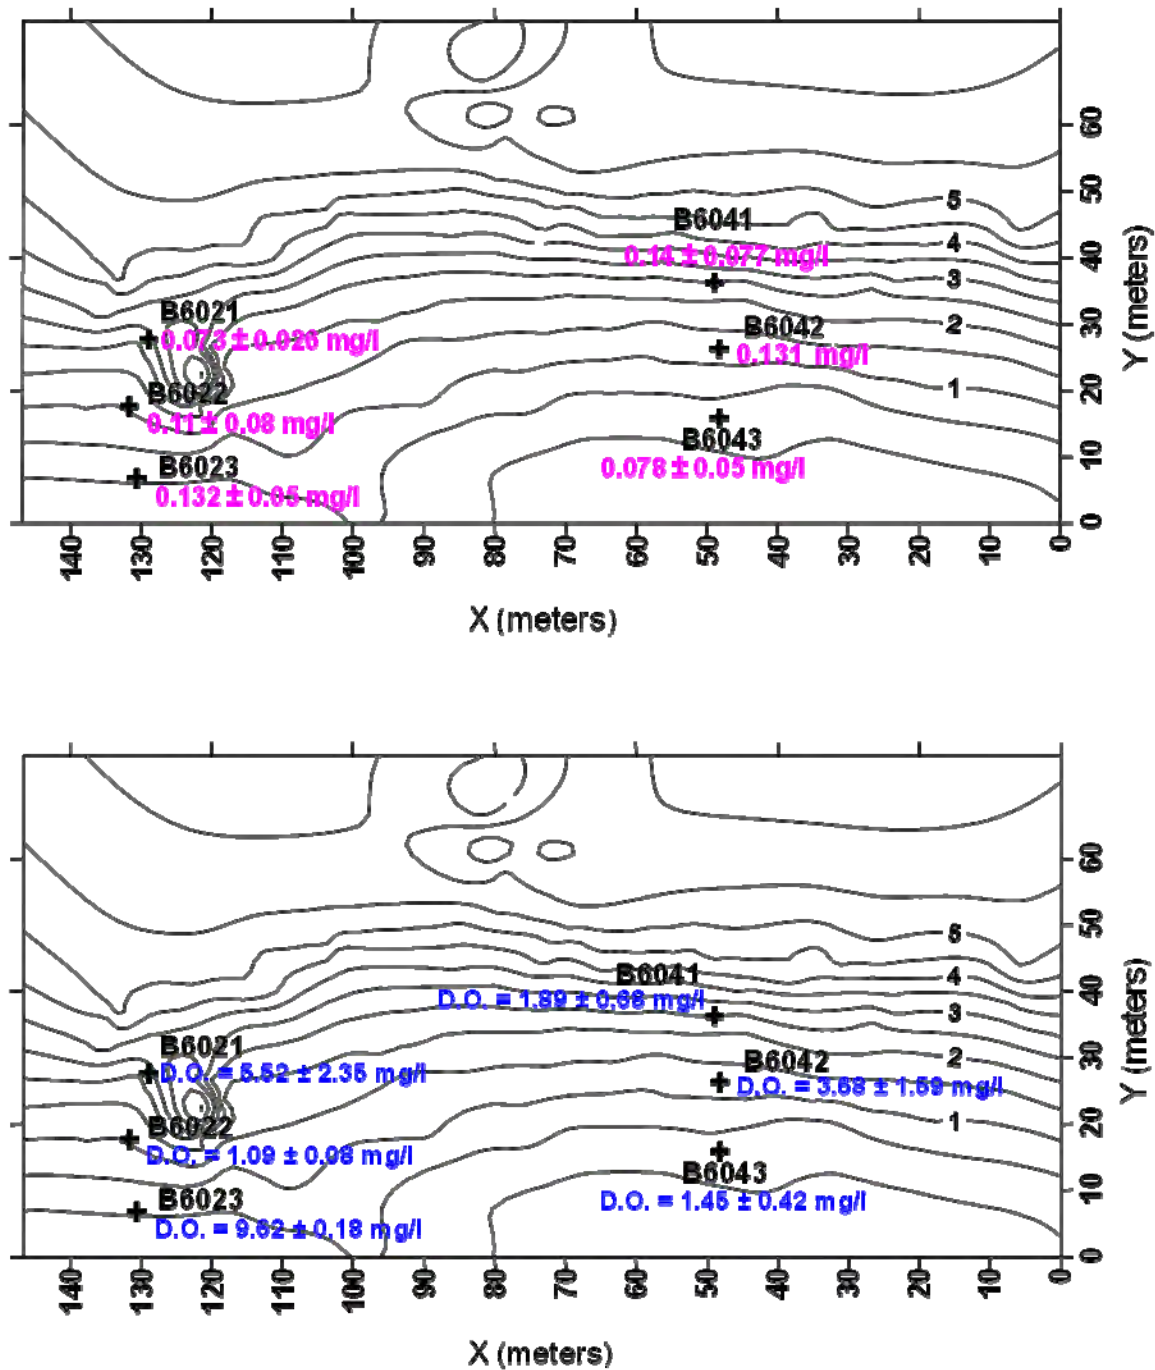 60
50
40
30
20
10
0
Y (meters)
5
4
3
2
1
B6041
0.14 ± 0.077 mg/l
B6021
0.073 ± 0.026 mg/l
B6042
0.131 mg/l
B6022
0.11 ± 0.08 mg/l
B6043
0.078 ± 0.05 mg/l
B6023
0.132 ± 0.05 mg/l
140 130 120 110 100 90 80 70 60 50 40 30 20 10 0
X (meters)
60
50
40
30
20
10
0
Y (meters)
5
4
3
2
1
B6041
D.O. = 1.89 ± 0.68 mg/l
B6021
D.O. = 5.52 ± 2.35 mg/l
B6042
D.O. = 3.68 ± 1.59 mg/l
B6022
D.O. = 1.09 ± 0.08 mg/l
B6043
D.O. = 1.45 ± 0.42 mg/l
B6023
D.O. = 9.62 ± 0.18 mg/l
140 130 120 110 100 90 80 70 60 50 40 30 20 10 0
X (meters)